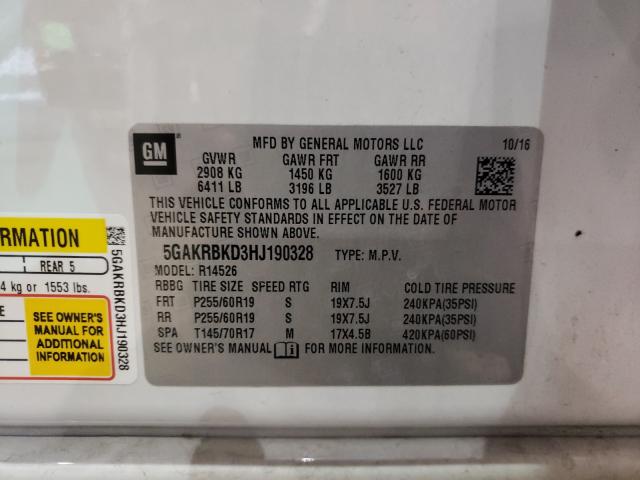 GM
MFD BY GENERAL MOTORS LLC 10/16
GVWR GAWR FRT GAWR RR
2908 KG 1450 KG 1600 KG
6411 LB 3196 LB 3527 LB
THIS VEHICLE CONFORMS TO ALL APPLICABLE U.S. FEDERAL MOTOR
VEHICLE SAFETY STANDARDS IN EFFECT ON THE DATE OF
MANUFACTURE SHOWN ABOVE.
5GAKRBKD3HJ190328 TYPE: M.P.V.
MODEL: R14526
RBBG TIRE SIZE SPEED RTG RIM COLD TIRE PRESSURE
FRT P255/60R19 S 19X7.5J 240KPA(35PSI)
RR P255/60R19 S 19X7.5J 240KPA(35PSI)
SPA T145/70R17 M 17X4.5B 420KPA(60PSI)
SEE OWNER'S MANUAL FOR MORE INFORMATION.
RMATION
REAR 5
4 kg or 1553 lbs.
SEE OWNER'S
MANUAL FOR
ADDITIONAL
INFORMATION
5GAKRBKD3HJ190328